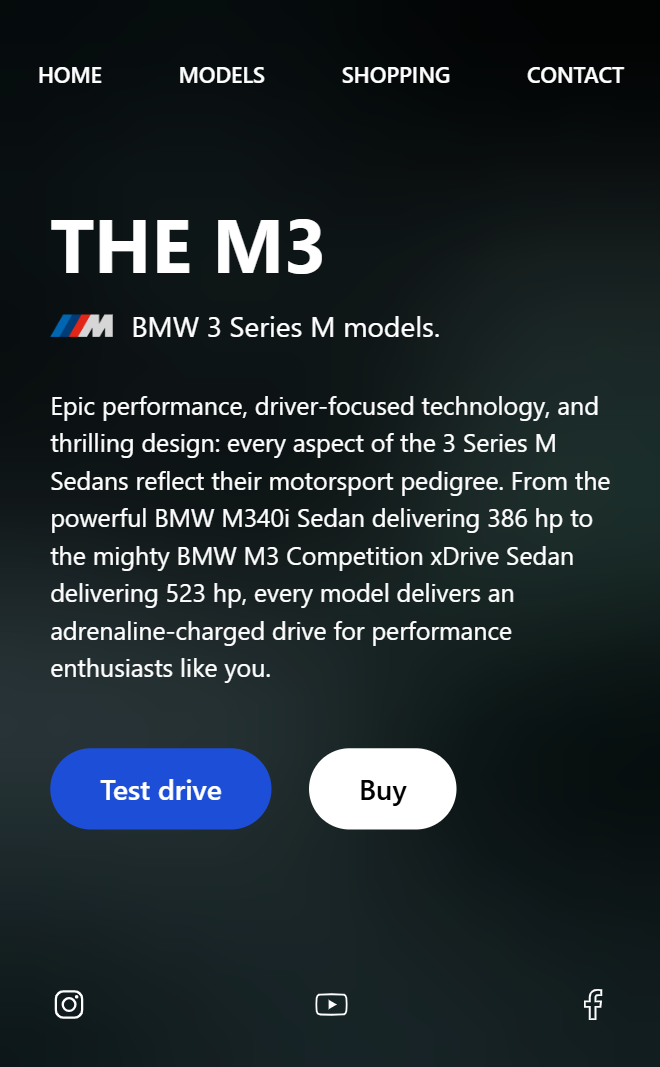 HOME MODELS SHOPPING CONTACT
THE M3
M BMW 3 Series M models.
Epic performance, driver-focused technology, and
thrilling design: every aspect of the 3 Series M
Sedans reflect their motorsport pedigree. From the
powerful BMW M340i Sedan delivering 386 hp to
the mighty BMW M3 Competition xDrive Sedan
delivering 523 hp, every model delivers an
adrenaline-charged drive for performance
enthusiasts like you.
Test drive Buy